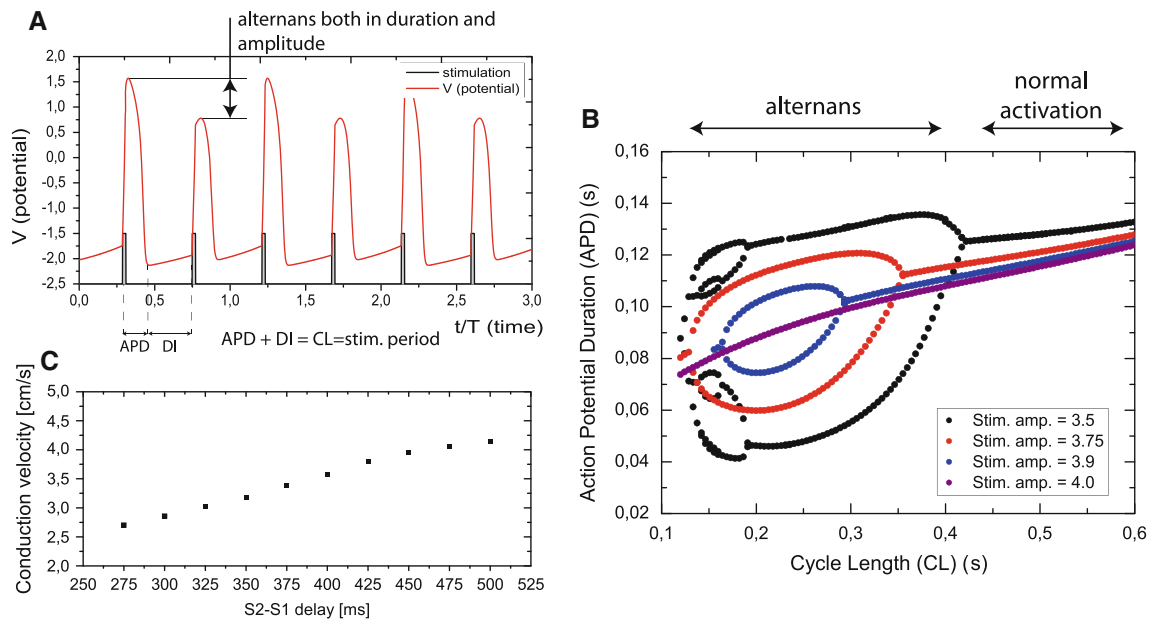 A
alternans both in duration and
amplitude
2,0
1,5
1,0
0,5
0,0
-0,5
-1,0
-1,5
-2,0
-2,5
V (potential)
stimulation
V (potential)
0,0 0,5 1,0 1,5 2,0 2,5 3,0
t/T (time)
APD DI
APD + DI = CL=stim. period
B
alternans
normal
activation
0,16
0,14
0,12
0,10
0,08
0,06
0,04
0,02
Action Potential Duration (APD) (s)
Stim. amp. = 3.5
Stim. amp. = 3.75
Stim. amp. = 3.9
Stim. amp. = 4.0
0,1 0,2 0,3 0,4 0,5 0,6
Cycle Length (CL) (s)
C
5,0
4,5
4,0
3,5
3,0
2,5
Conduction velocity [cm/s]
250 275 300 325 350 375 400 425 450 475 500 525
S2-S1 delay [ms]